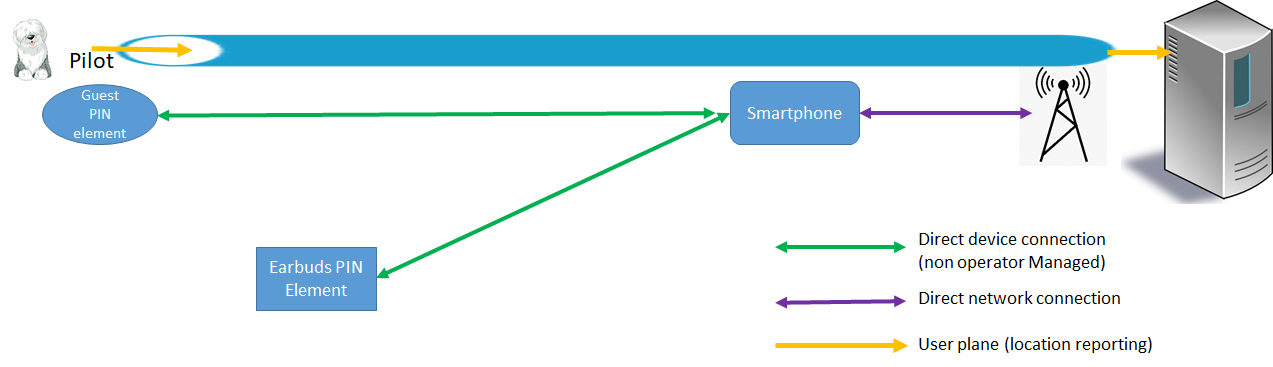 Pilot
Guest
PIN
element
Smartphone
Earbuds PIN
Element
Direct device connection
(non operator Managed)
Direct network connection
User plane (location reporting)